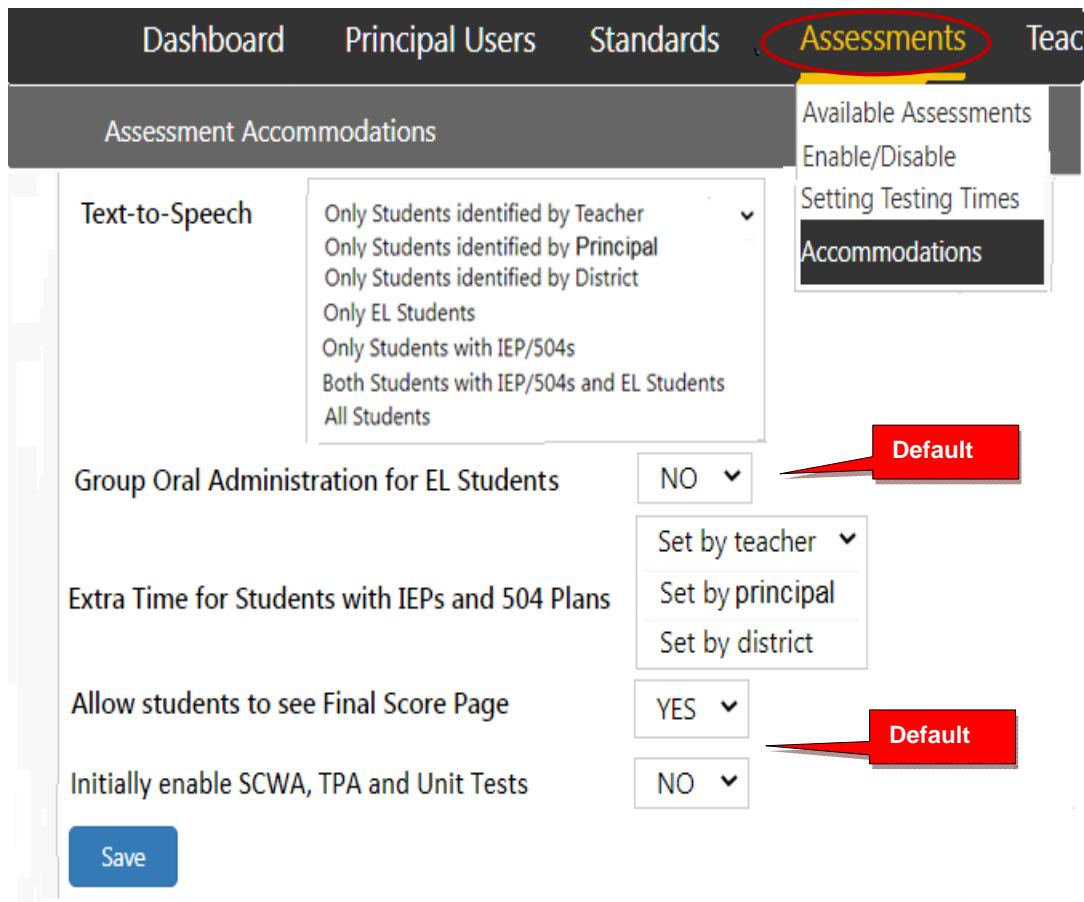 Dashboard Principal Users Standards Assessments Teac
Assessment Accommodations
Available Assessments
Enable/Disable
Setting Testing Times
Accommodations
Text-to-Speech
Only Students identified by Teacher
Only Students identified by Principal
Only Students identified by District
Only EL Students
Only Students with IEP/504s
Both Students with IEP/504s and EL Students
All Students
Group Oral Administration for EL Students NO
Default
Extra Time for Students with IEPs and 504 Plans
Set by teacher
Set by principal
Set by district
Allow students to see Final Score Page YES
Default
Initially enable SCWA, TPA and Unit Tests NO
Save